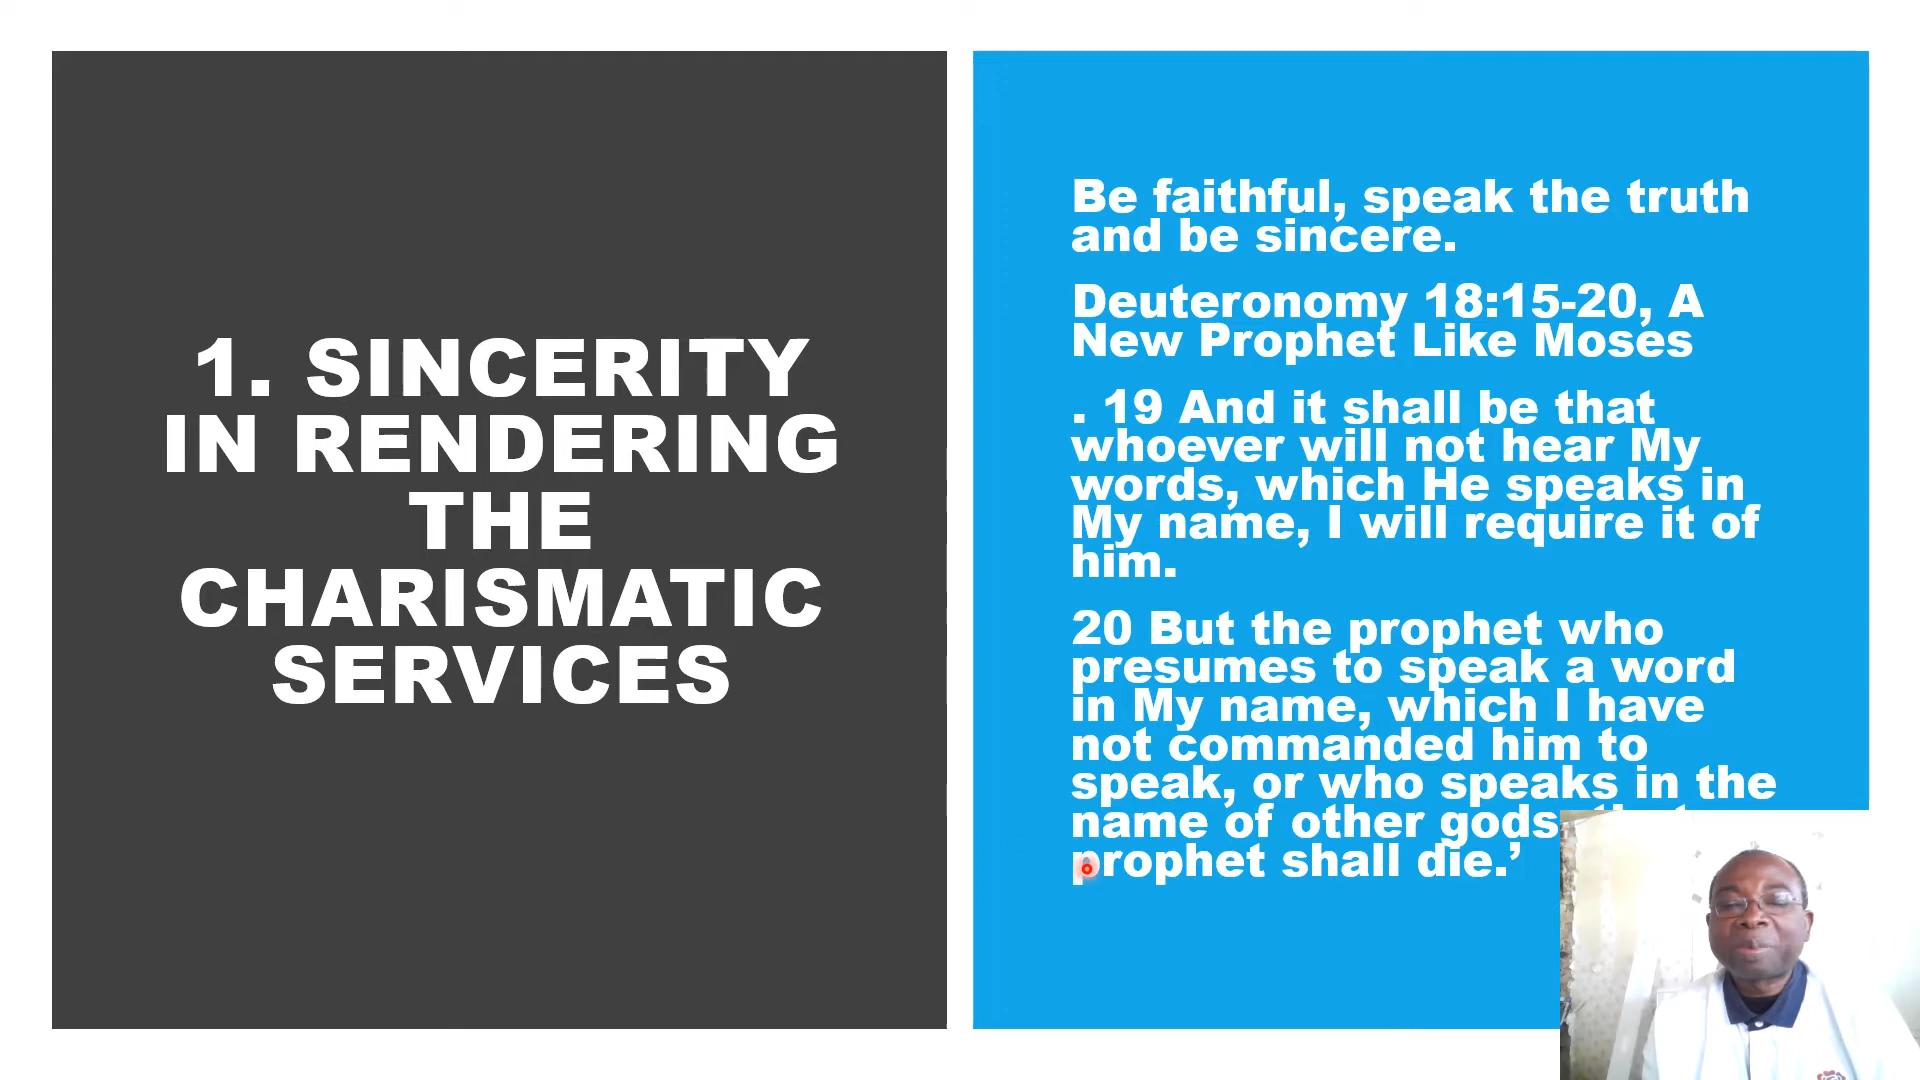 1. SINCERITY
IN RENDERING
THE
CHARISMATIC
SERVICES
Be faithful, speak the truth
and be sincere.
Deuteronomy 18:15-20, A
New Prophet Like Moses
. 19 And it shall be that
whoever will not hear My
words, which He speaks in
My name, I will require it of
him.
20 But the prophet who
presumes to speak a word
in My name, which I have
not commanded him to
speak, or who speaks in the
name of other gods
prophet shall die.’